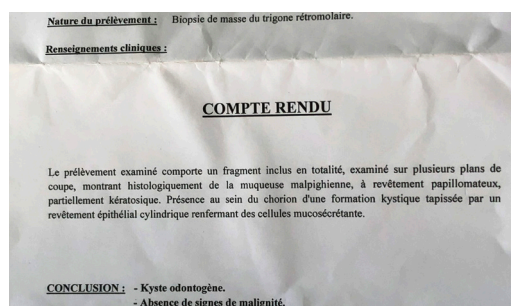 Nature du prélèvement : Biopsie de masse du trigone rétromolaire.
Renseignements cliniques :
COMPTE RENDU
Le prélèvement examiné comporte un fragment inclus en totalité, examiné sur plusieurs plans de
coupe, montrant histologiquement de la muqueuse malpighienne, à revêtement papillomateux,
partiellement kératosique. Présence au sein du chorion d'une formation kystique tapissée par un
revêtement épithélial cylindrique renfermant des cellules mucosécrétante.
CONCLUSION : - Kyste odontogène.
- Absence de signes de malignité.